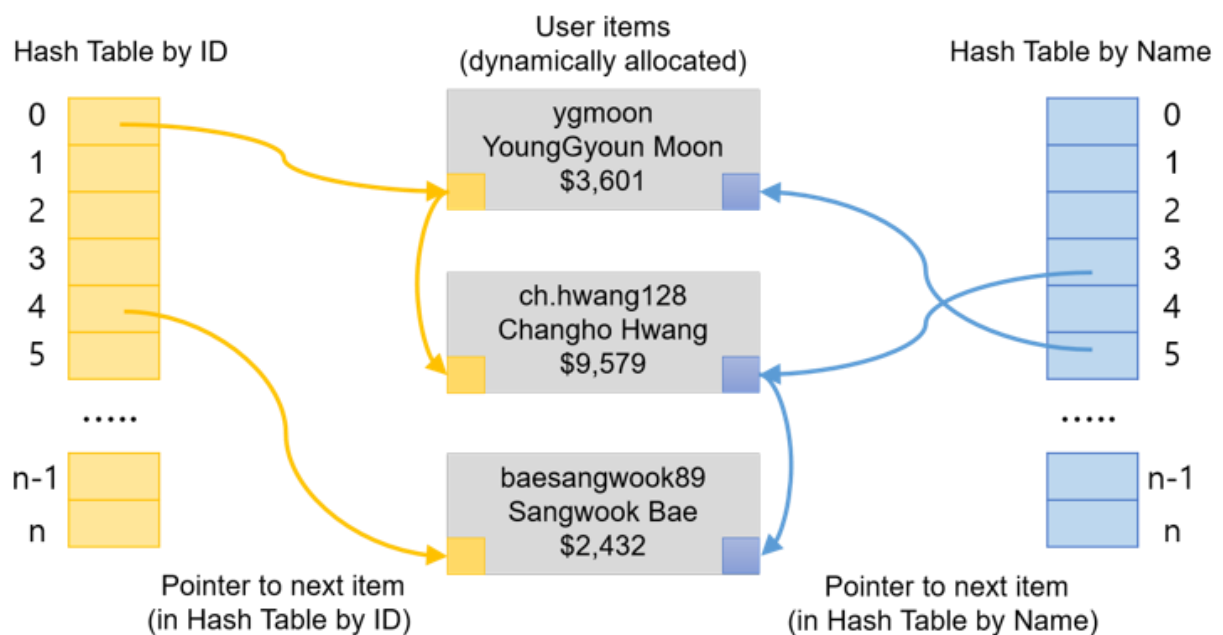 Hash Table by ID
0
1
2
3
4
5
.....
n-1
n
User items
(dynamically allocated)
ygmoon
YoungGyoun Moon
$3,601
ch.hwang128
Changho Hwang
$9,579
baesangwook89
Sangwook Bae
$2,432
Hash Table by Name
0
1
2
3
4
5
.....
n-1
n
Pointer to next item
(in Hash Table by ID)
Pointer to next item
(in Hash Table by Name)